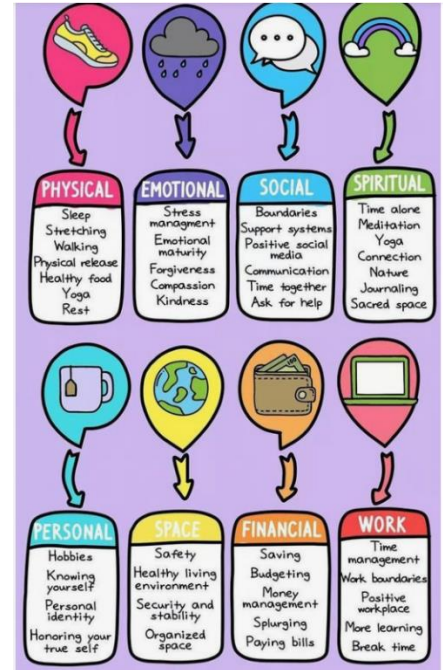 PHYSICAL
Sleep
Stretching
Walking
Physical release
Healthy food
Yoga
Rest
EMOTIONAL
Stress
managment
Emotional
maturity
Forgiveness
Compassion
Kindness
SOCIAL
Boundaries
Support systems
Positive social
media
Communication
Time together
Ask for help
SPIRITUAL
Time alone
Meditation
Yoga
Connection
Nature
Journaling
Sacred space
PERSONAL
Hobbies
Knowing
yourself
Personal
identity
Honoring your
true self
SPACE
Safety
Healthy living
environment
Security and
stability
Organized
space
FINANCIAL
Saving
Budgeting
Money
management
Splurging
Paying bills
WORK
Time
management
Work boundaries
Positive
workplace
More learning
Break time